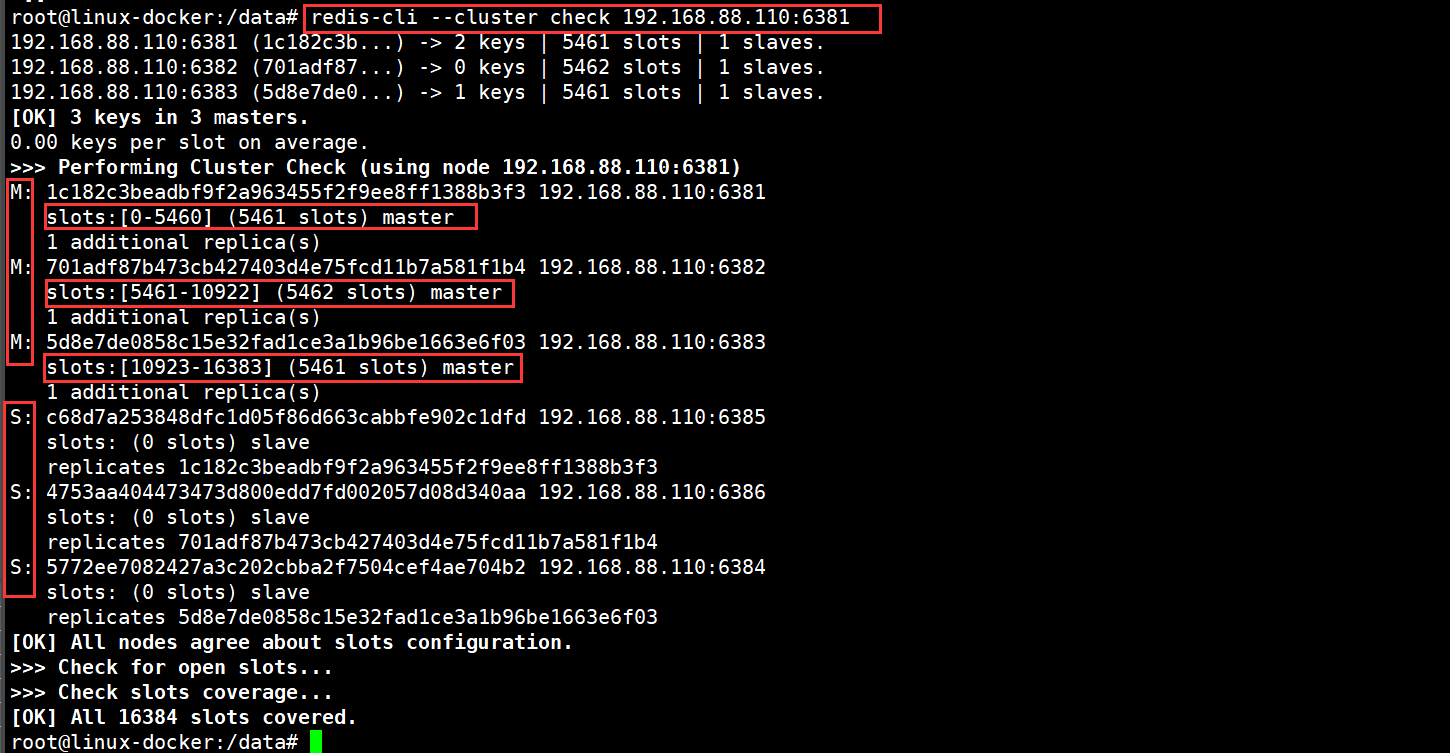 root@linux-docker:/data# redis-cli --cluster check 192.168.88.110:6381
192.168.88.110:6381 (1c182c3b...) -> 2 keys | 5461 slots | 1 slaves.
192.168.88.110:6382 (701adf87...) -> 0 keys | 5462 slots | 1 slaves.
192.168.88.110:6383 (5d8e7de0...) -> 1 keys | 5461 slots | 1 slaves.
[OK] 3 keys in 3 masters.
0.00 keys per slot on average.
>>> Performing Cluster Check (using node 192.168.88.110:6381)
M: 1c182c3beadbf9f2a963455f2f9ee8ff1388b3f3 192.168.88.110:6381
slots:[0-5460] (5461 slots) master
1 additional replica(s)
M: 701adf87b473cb427403d4e75fcd11b7a581f1b4 192.168.88.110:6382
slots:[5461-10922] (5462 slots) master
1 additional replica(s)
M: 5d8e7de0858c15e32fad1ce3a1b96be1663e6f03 192.168.88.110:6383
slots:[10923-16383] (5461 slots) master
1 additional replica(s)
S: c68d7a253848dfc1d05f86d663cabbfe902c1dfd 192.168.88.110:6385
slots: (0 slots) slave
replicates 1c182c3beadbf9f2a963455f2f9ee8ff1388b3f3
S: 4753aa404473473d800edd7fd002057d08d340aa 192.168.88.110:6386
slots: (0 slots) slave
replicates 701adf87b473cb427403d4e75fcd11b7a581f1b4
S: 5772ee7082427a3c202cbba2f7504cef4ae704b2 192.168.88.110:6384
slots: (0 slots) slave
replicates 5d8e7de0858c15e32fad1ce3a1b96be1663e6f03
[OK] All nodes agree about slots configuration.
>>> Check for open slots...
>>> Check slots coverage...
[OK] All 16384 slots covered.
root@linux-docker:/data#